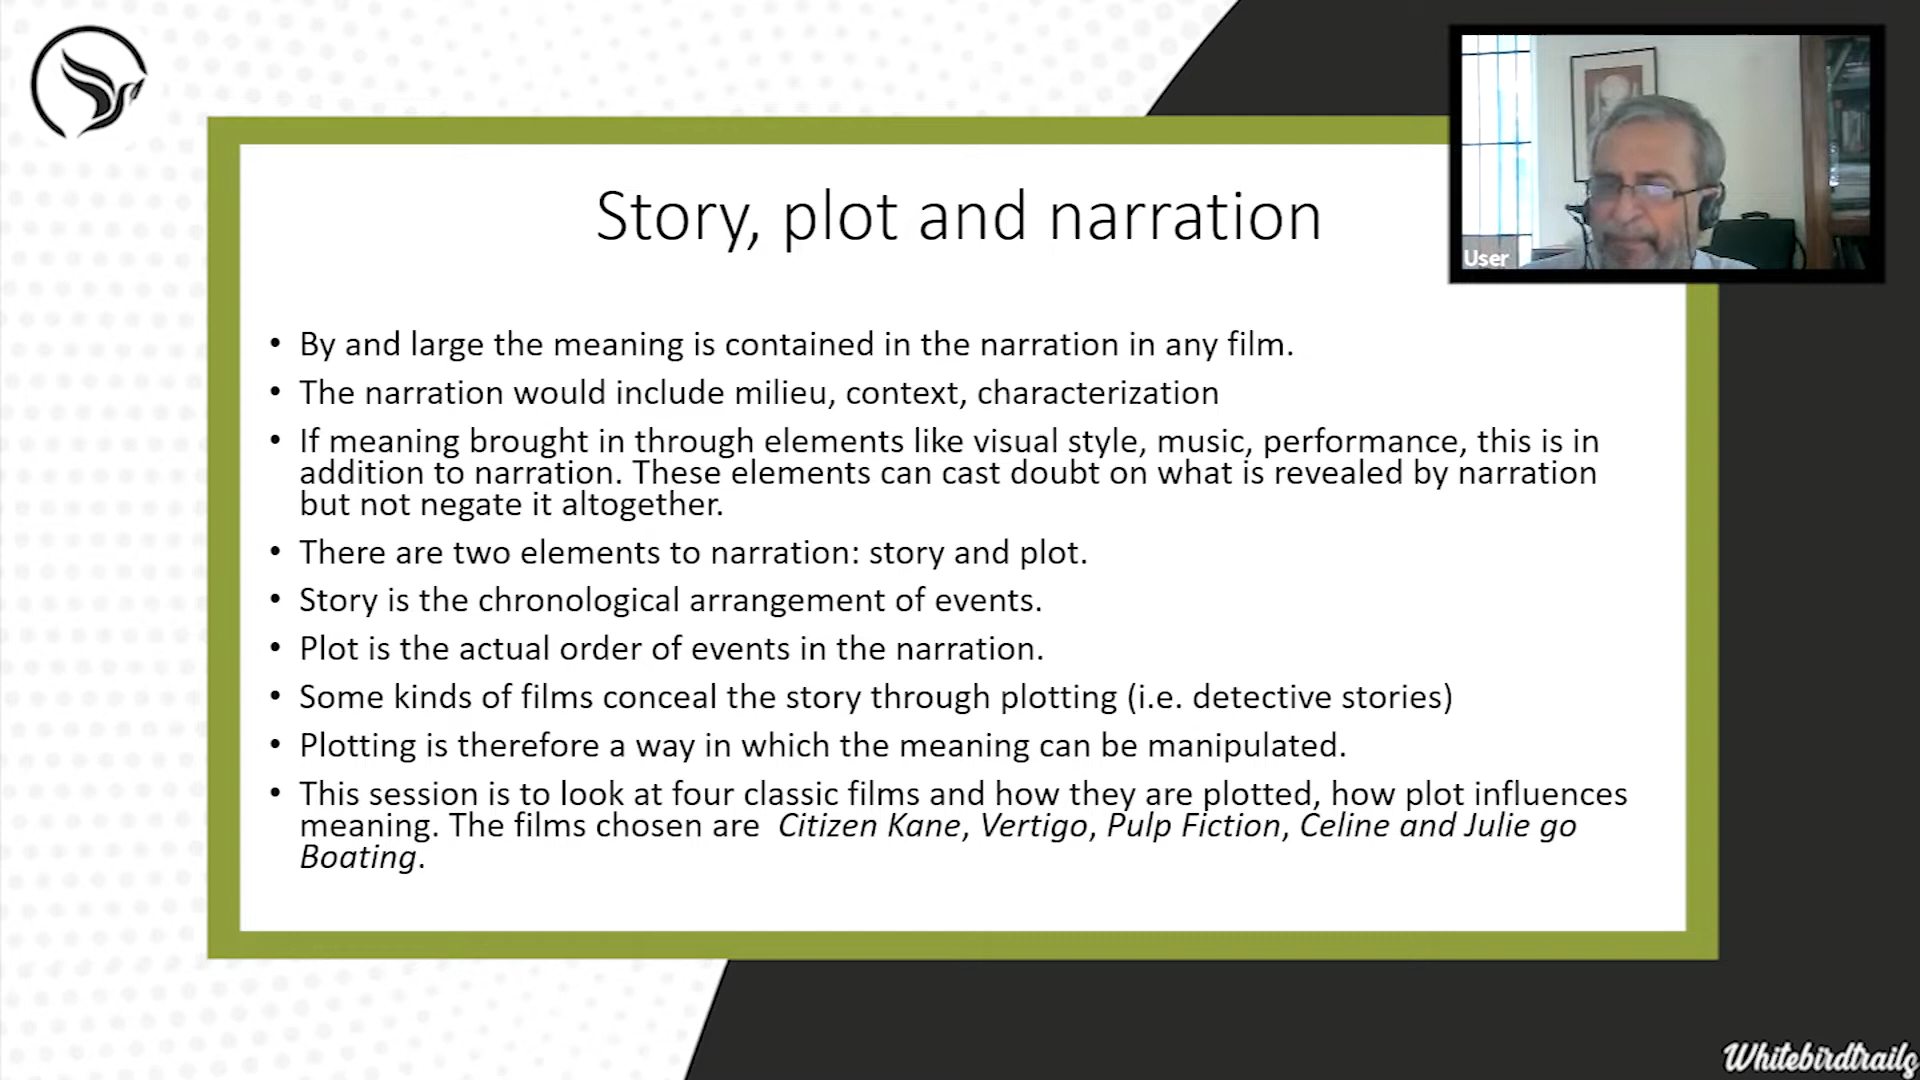 Story, plot and narration
User
• By and large the meaning is contained in the narration in any film.
• The narration would include milieu, context, characterization
• If meaning brought in through elements like visual style, music, performance, this is in
addition to narration. These elements can cast doubt on what is revealed by narration
but not negate it altogether.
• There are two elements to narration: story and plot.
• Story is the chronological arrangement of events.
• Plot is the actual order of events in the narration.
• Some kinds of films conceal the story through plotting (i.e. detective stories)
• Plotting is therefore a way in which the meaning can be manipulated.
• This session is to look at four classic films and how they are plotted, how plot influences
meaning. The films chosen are Citizen Kane, Vertigo, Pulp Fiction, Celine and Julie go
Boating.
Whitebirdtrails